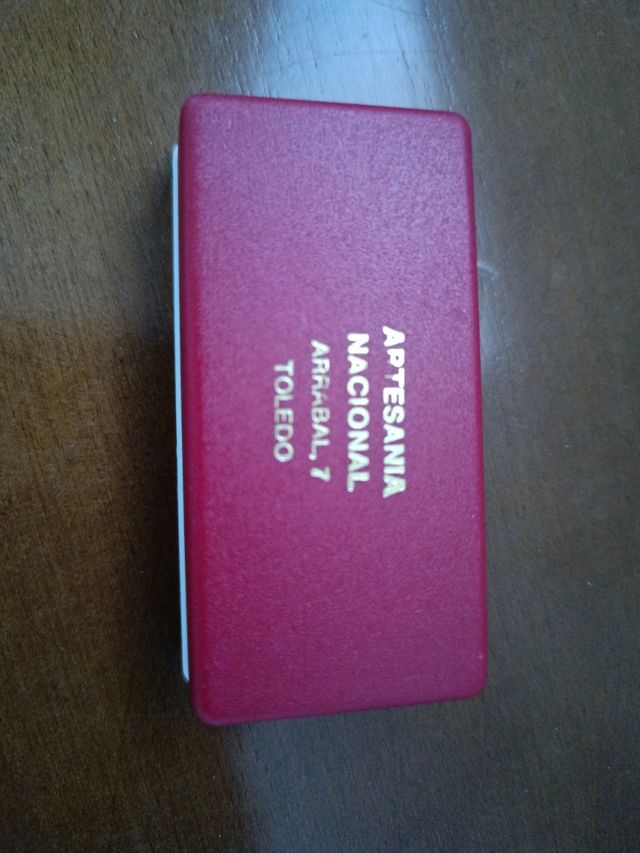 ARTESANIA
NACIONAL
ARRABAL, 7
TOLEDO